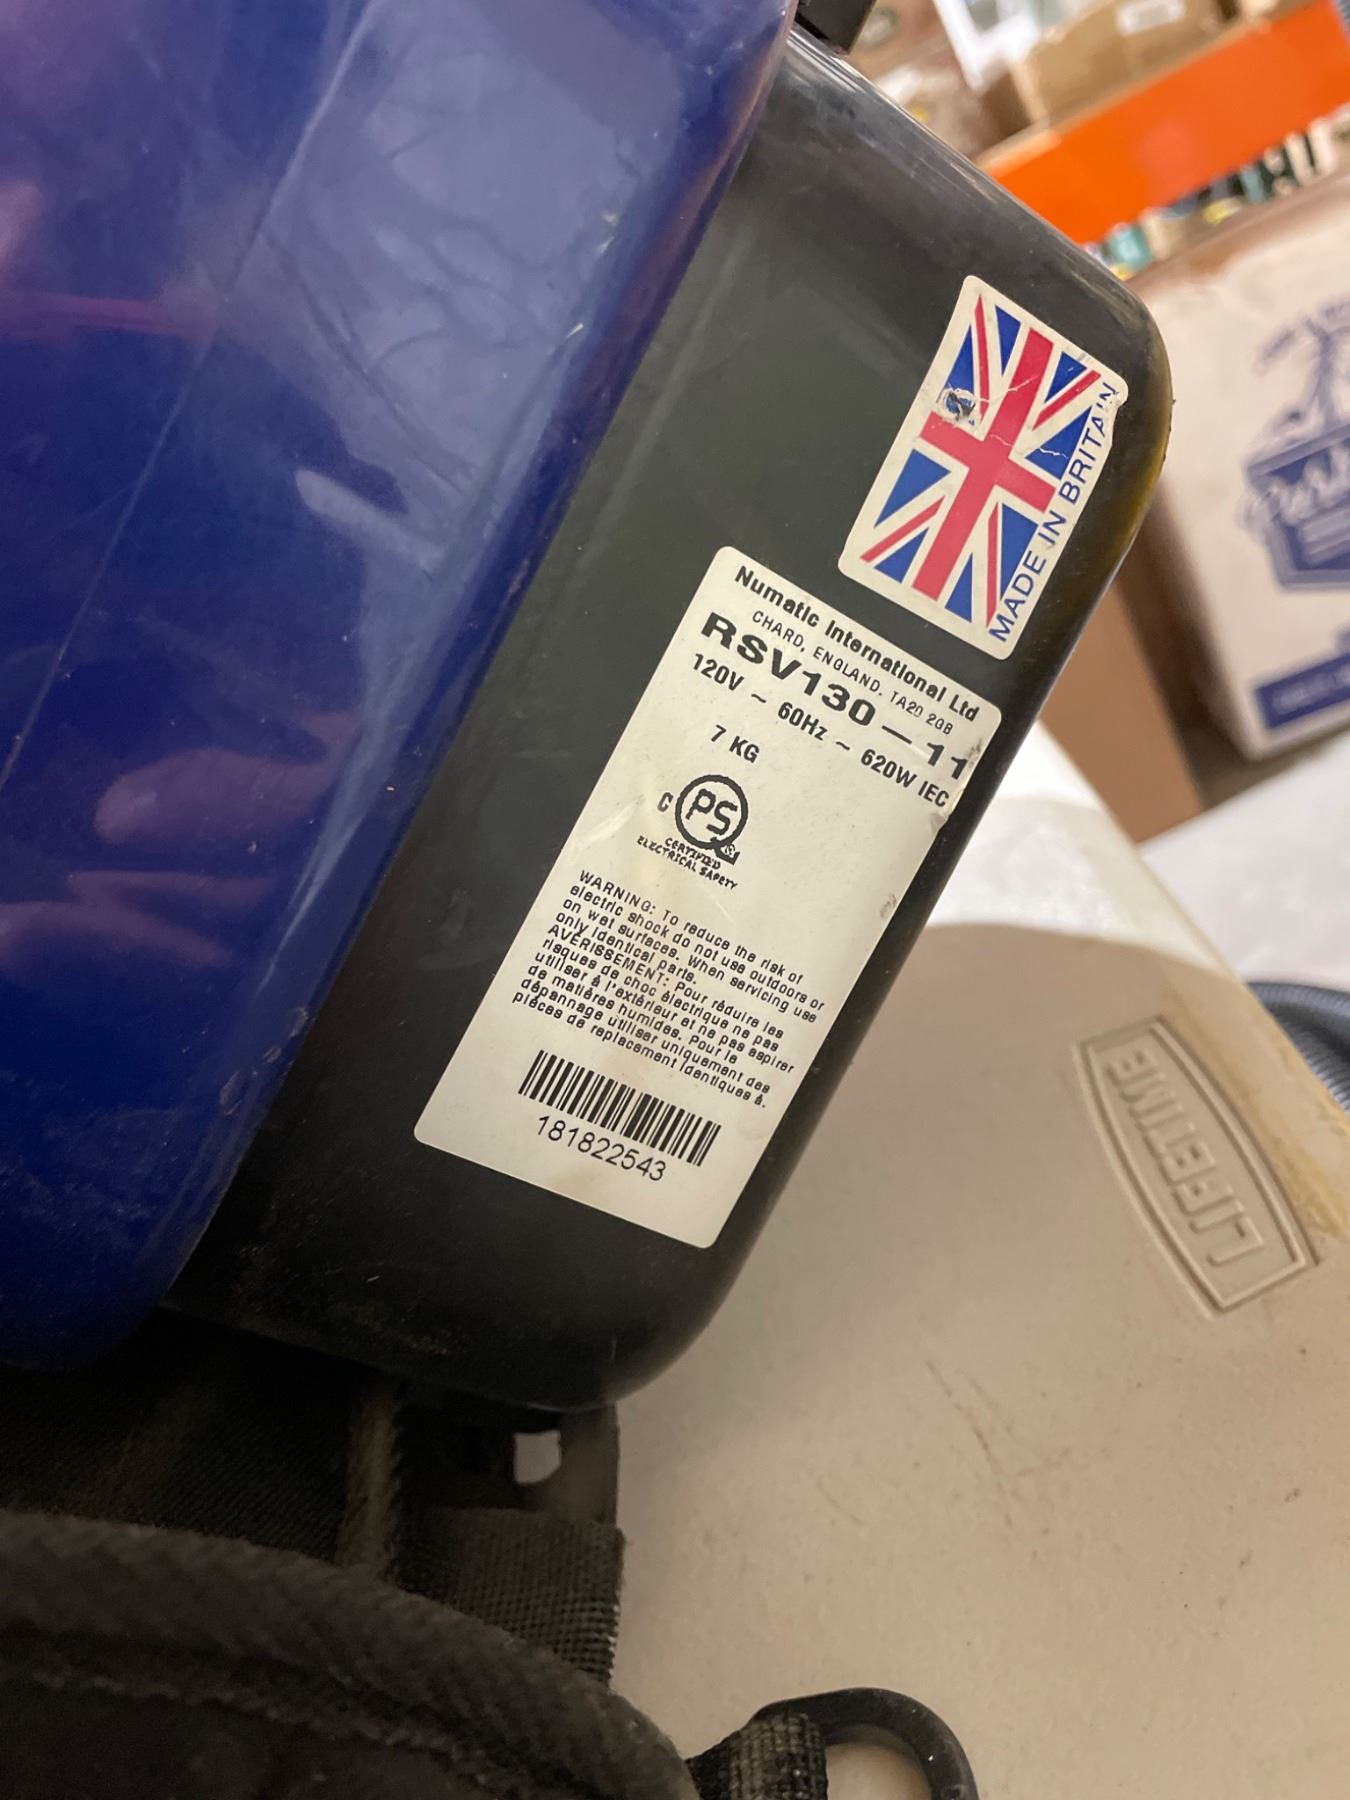 MADE IN BRITAIN
Numatic International Ltd
CHARD, ENGLAND. TA20 2GB
RSV130-11
120V ~ 60Hz ~ 620W IEC
7 KG
C PS &
CERTIFIED
ELECTRICAL SAFETY
WARNING: To reduce the risk of
electric shock do not use outdoors or
on wet surfaces. When servicing use
only identical parts.
AVERISSEMENT: Pour réduire les
risques de choc électrique ne pas
utiliser à l'extérieur et ne pas aspirer
de matières humides. Pour le
dépannage utiliser uniquement des
pièces de remplacement identiques à.
181822543
LIFETIME